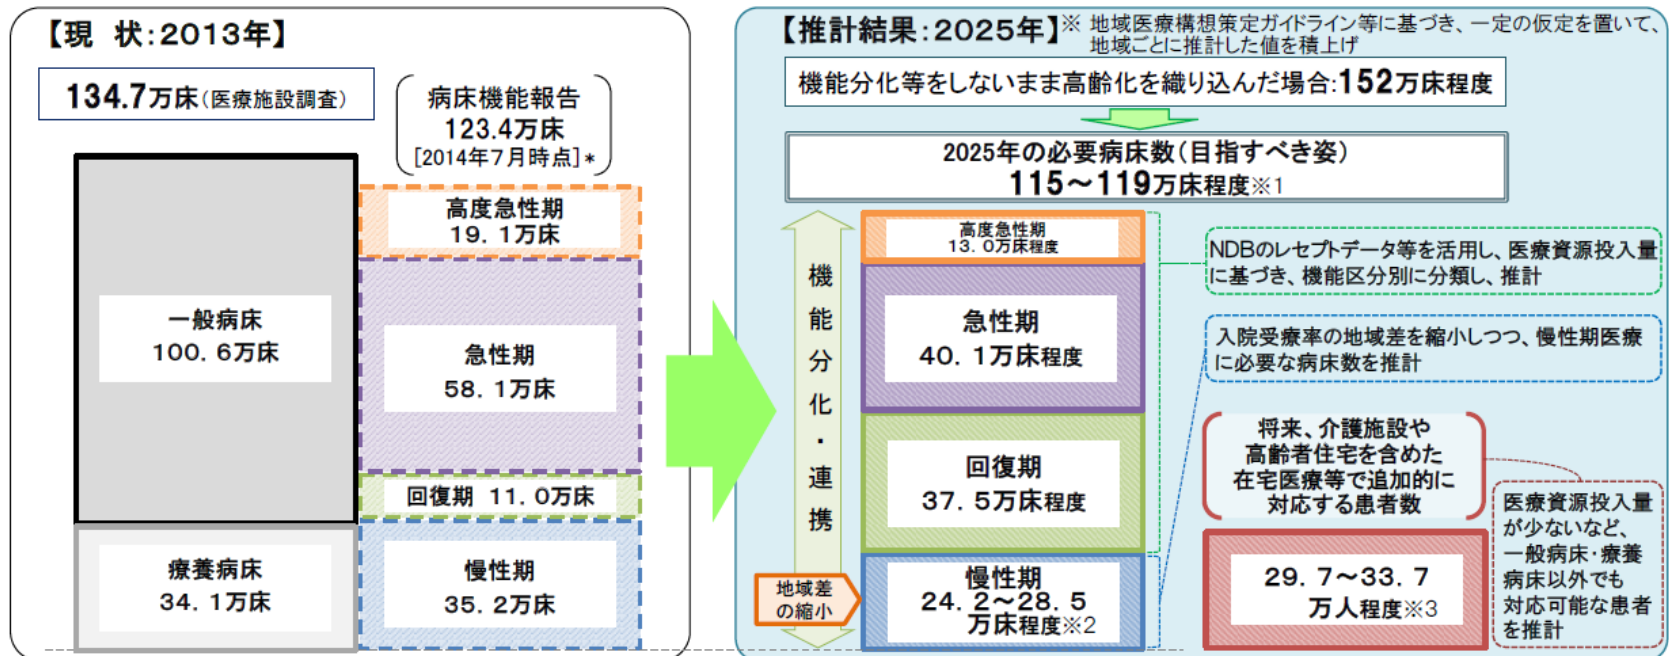 【現　状：2013年】
134.7万床（医療施設調査）
病床機能報告
123.4万床
[2014年７月時点]＊
一般病床
100．6万床
療養病床
34．1万床
高度急性期
19．1万床
急性期
58．1万床
回復期　11．0万床
慢性期
35．2万床
【推計結果：2025年】※ 地域医療構想策定ガイドライン等に基づき、一定の仮定を置いて、
地域ごとに推計した値を積上げ
機能分化等をしないまま高齢化を織り込んだ場合：152万床程度
2025年の必要病床数（目指すべき姿）
115～119万床程度※1
機能分化・連携
地域差
の縮小
高度急性期
13．0万床程度
急性期
40．1万床程度
回復期
37．5万床程度
慢性期
24．2～28．5
万床程度※2
NDBのレセプトデータ等を活用し、医療資源投入量
に基づき、機能区分別に分類し、推計
入院受療率の地域差を縮小しつつ、慢性期医療
に必要な病床数を推計
将来、介護施設や
高齢者住宅を含めた
在宅医療等で追加的に
対応する患者数
29．7～33．7
万人程度※3
医療資源投入量
が少ないなど、
一般病床・療養
病床以外でも
対応可能な患者
を推計